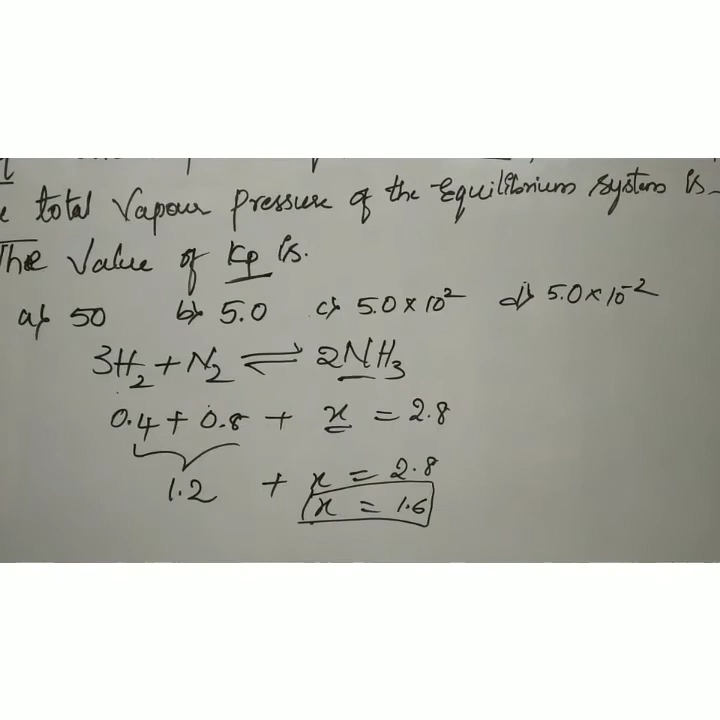 total Vapour Pressure of the Equilibrium System is
The Value of Kp is.
a) 50 b) 5.0 c) 5.0 × 10² d) 5.0 × 10⁻²
3H₂ + N₂ ⇌ 2NH₃
0.4 + 0.8 + x = 2.8
1.2 + x = 2.8
x = 1.6